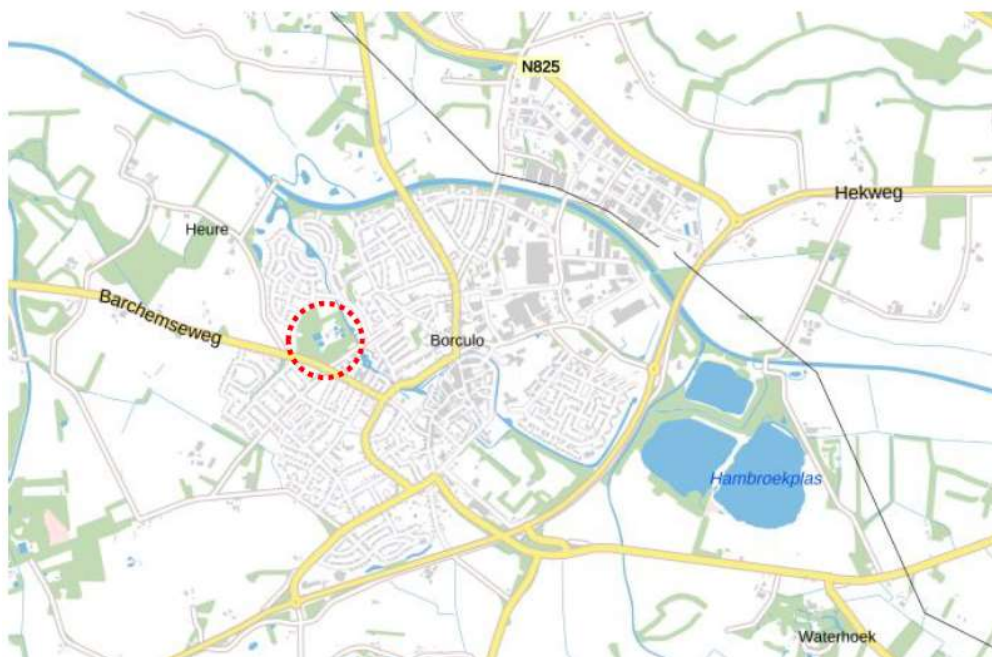 N825
Hekweg
Heure
Barchemseweg
Borculo
Hambroekplas
Waterhoek